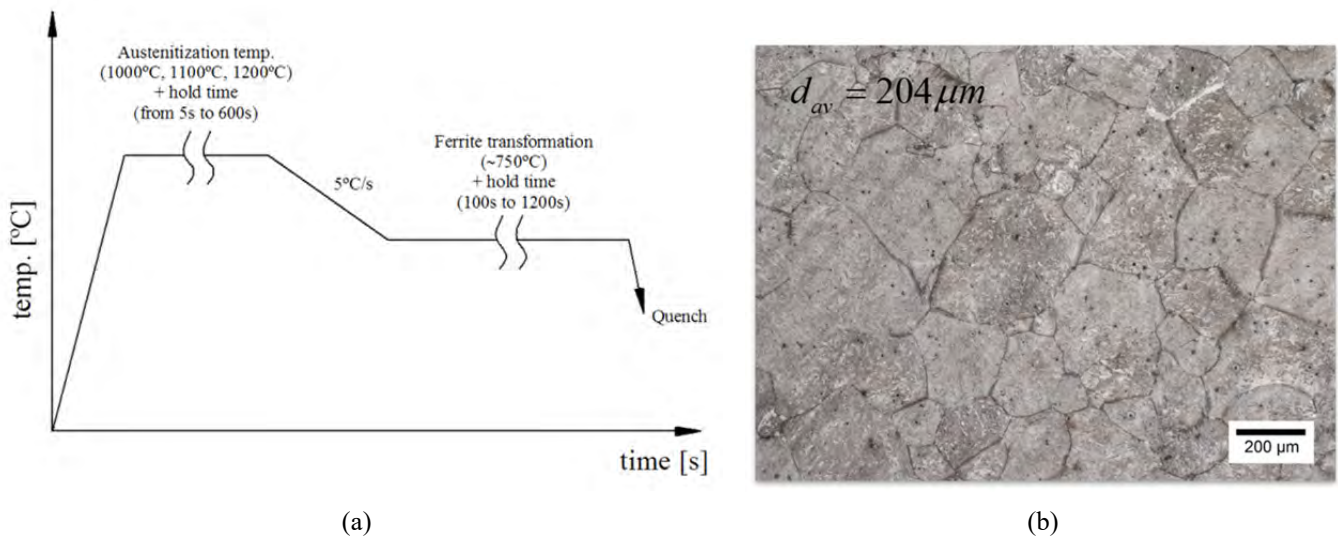 Austenitization temp.
(1000ºC, 1100ºC, 1200ºC)
+ hold time
(from 5s to 600s)
Ferrite transformation
(~750ºC)
+ hold time
(100s to 1200s)
5ºC/s
Quench
temp. [ºC]
time [s]
(a)
d_av = 204 μm
200 μm
(b)